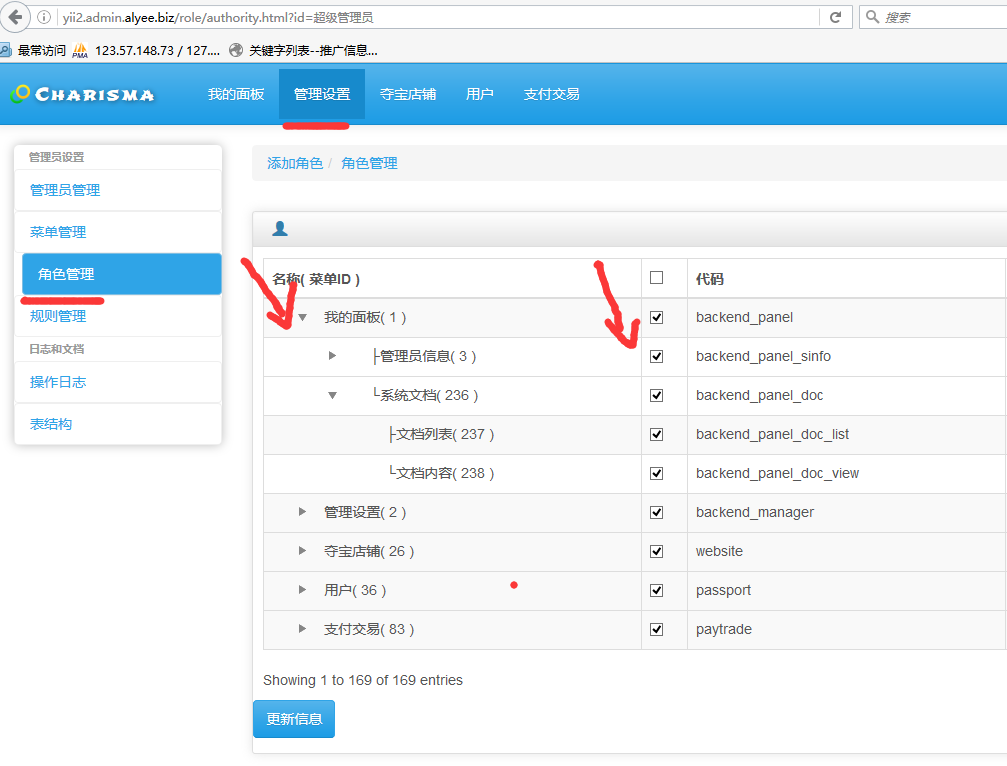 yii2.admin.alyee.biz/role/authority.html?id=超级管理员
搜索
最常访问 PMA 123.57.148.73 / 127.... 关键字列表--推广信息...
CHARISMA 我的面板 管理设置 夺宝店铺 用户 支付交易
管理员设置
管理员管理
菜单管理
角色管理
规则管理
日志和文档
操作日志
表结构
添加角色 / 角色管理
名称( 菜单ID ) 代码
我的面板( 1 ) backend_panel
├管理员信息( 3 ) backend_panel_sinfo
└系统文档( 236 ) backend_panel_doc
├文档列表( 237 ) backend_panel_doc_list
└文档内容( 238 ) backend_panel_doc_view
管理设置( 2 ) backend_manager
夺宝店铺( 26 ) website
用户( 36 ) passport
支付交易( 83 ) paytrade
Showing 1 to 169 of 169 entries
更新信息